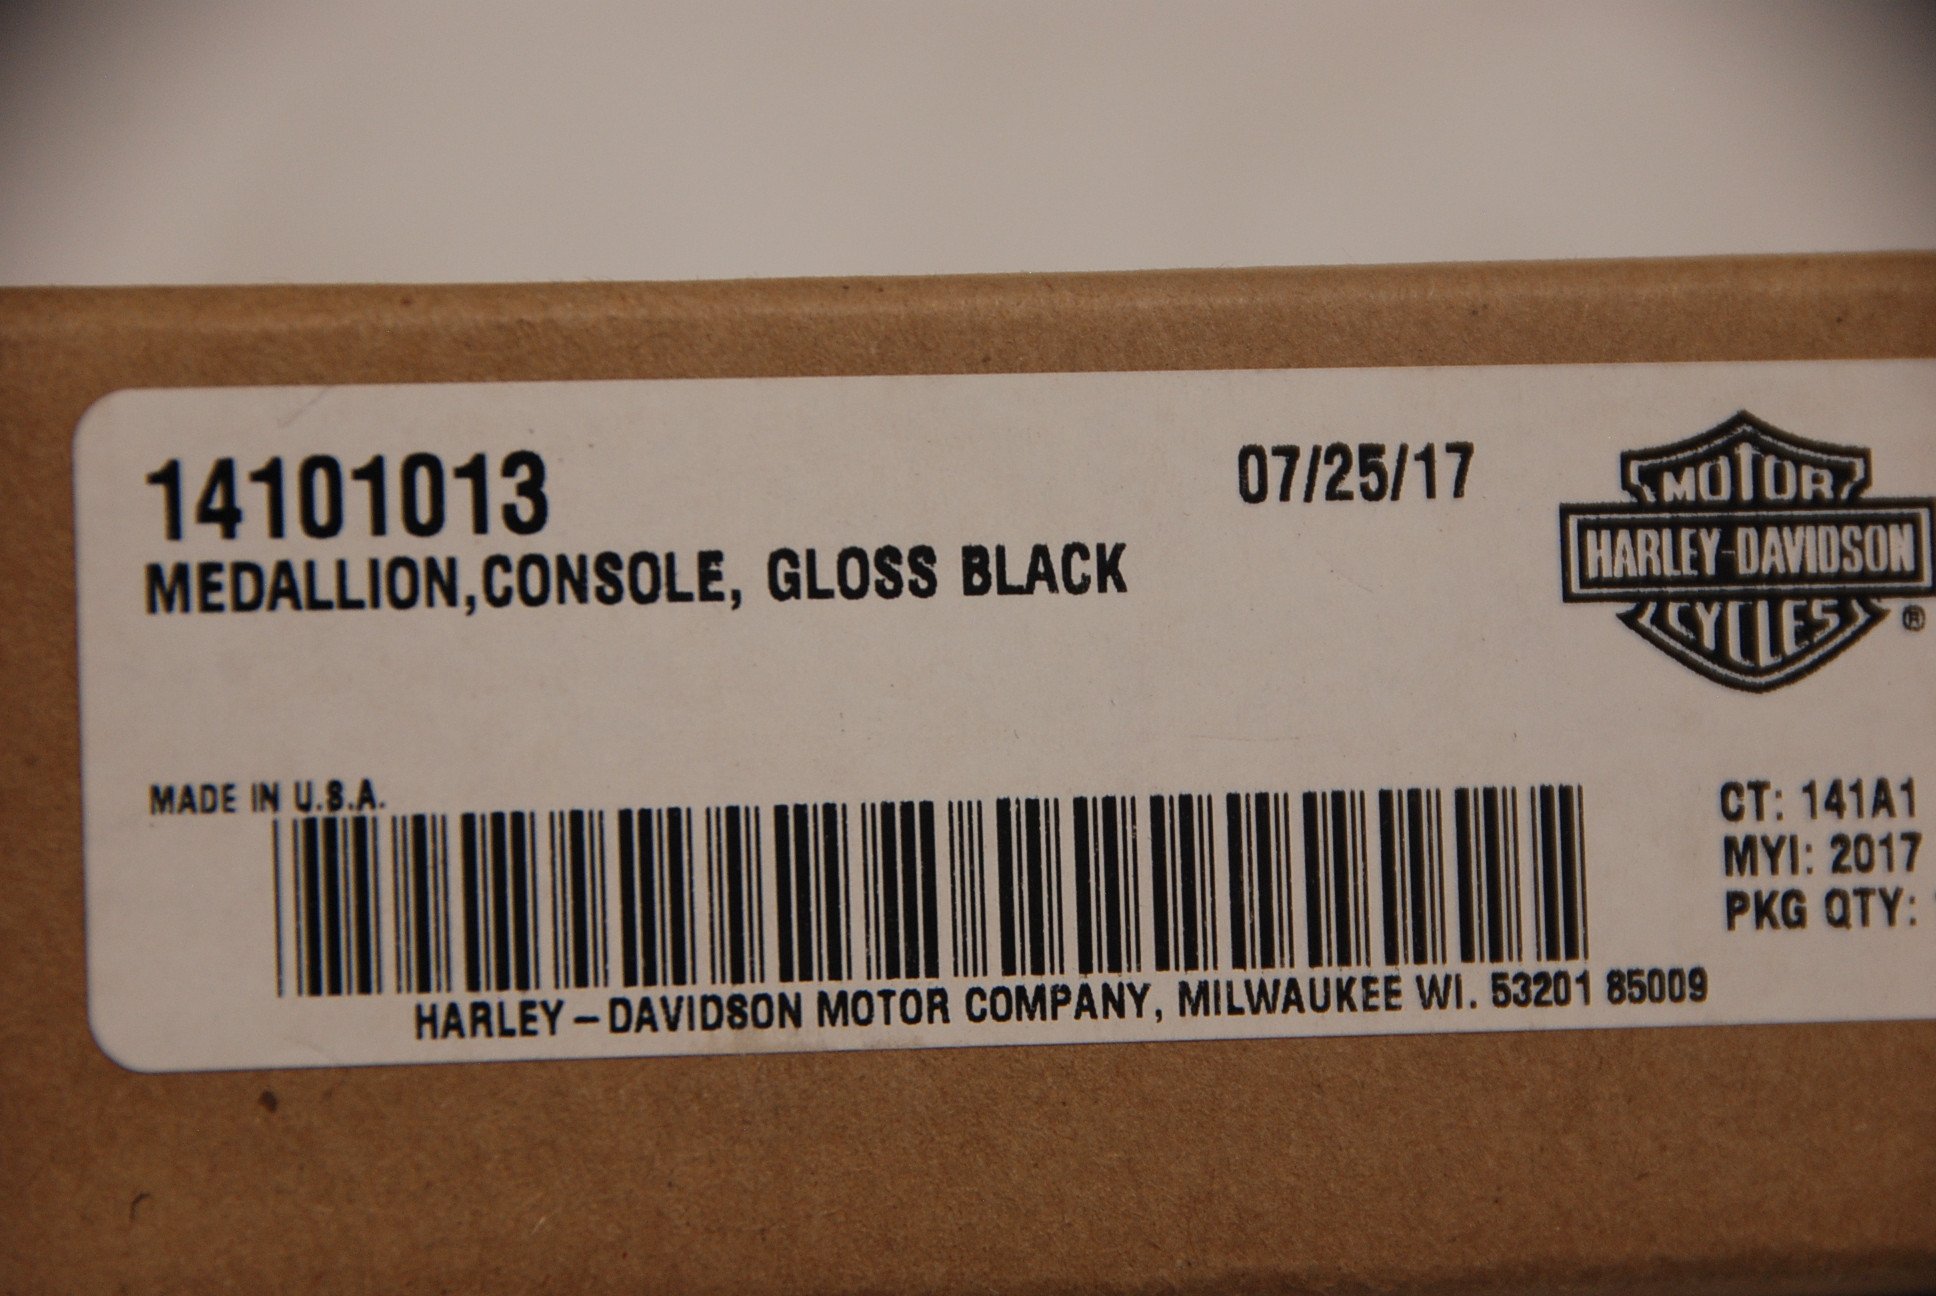 14101013
07/25/17
MEDALLION,CONSOLE, GLOSS BLACK
MOTOR
HARLEY-DAVIDSON
CYCLES
®
MADE IN U.S.A.
CT: 141A1
MYI: 2017
PKG QTY:
HARLEY-DAVIDSON MOTOR COMPANY, MILWAUKEE WI. 53201 85009